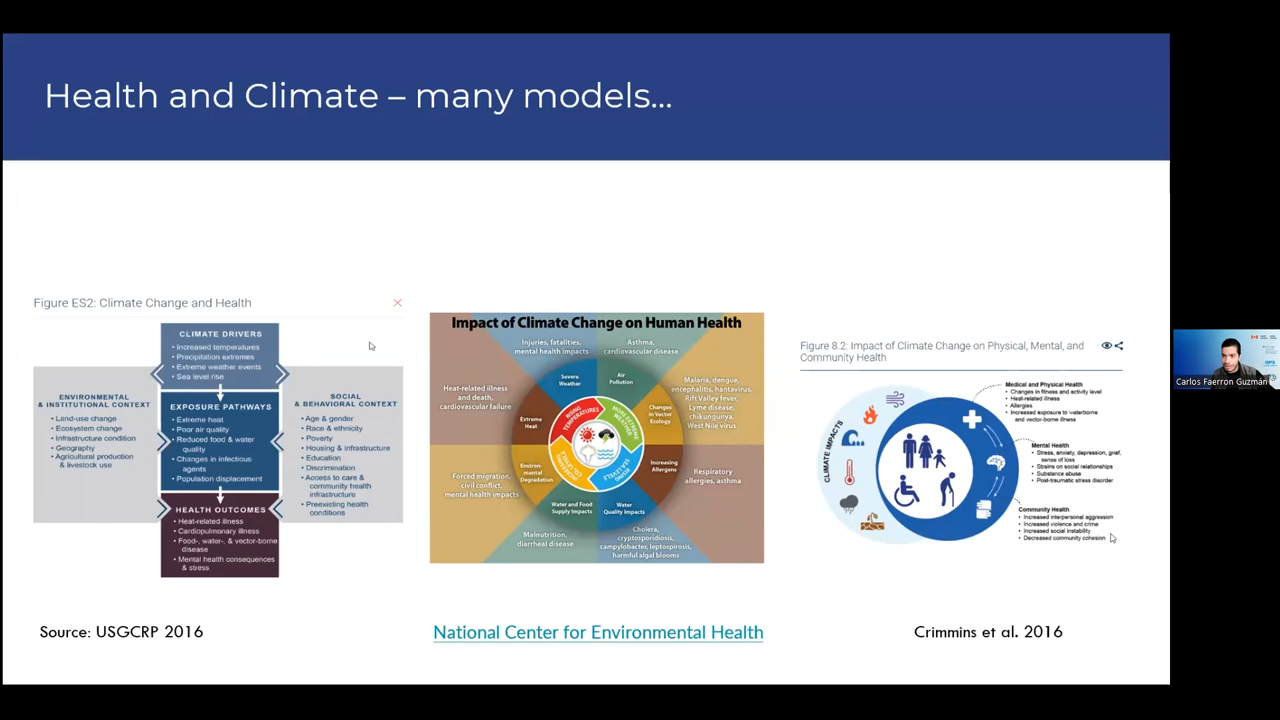 Health and Climate – many models...
Figure ES2: Climate Change and Health
CLIMATE DRIVERS
• Increased temperatures
• Precipitation extremes
• Extreme weather events
• Sea level rise
ENVIRONMENTAL
& INSTITUTIONAL CONTEXT
• Land-use change
• Ecosystem change
• Infrastructure condition
• Geography
• Agricultural production
& livestock use
EXPOSURE PATHWAYS
• Extreme heat
• Poor air quality
• Reduced food & water
quality
• Changes in infectious
agents
• Population displacement
SOCIAL
& BEHAVIORAL CONTEXT
• Age & gender
• Race & ethnicity
• Poverty
• Housing & infrastructure
• Education
• Discrimination
• Access to care &
community health
infrastructure
• Preexisting health
conditions
HEALTH OUTCOMES
• Heat-related illness
• Cardiopulmonary illness
• Food-, water-, & vector-borne
disease
• Mental health consequences
& stress
Source: USGCRP 2016
Impact of Climate Change on Human Health
Injuries, fatalities,
mental health impacts
Asthma,
cardiovascular disease
Heat-related illness
and death,
cardiovascular failure
Severe
Weather
Air
Pollution
Malaria, dengue,
encephalitis, hantavirus,
Rift Valley fever,
Lyme disease,
chikungunya,
West Nile virus
Extreme
Heat
Changes
in Vector
Ecology
RISING
TEMPERATURES
MORE EXTREME
WEATHER
RISING
SEA LEVELS
INCREASING
CO2 LEVELS
Environ-
mental
Degradation
Increasing
Allergens
Forced migration,
civil conflict,
mental health impacts
Respiratory
allergies, asthma
Water and Food
Supply Impacts
Water
Quality Impacts
Malnutrition,
diarrheal disease
Cholera,
cryptosporidiosis,
campylobacter, leptospirosis,
harmful algal blooms
National Center for Environmental Health
Figure 8.2: Impact of Climate Change on Physical, Mental, and
Community Health
CLIMATE IMPACTS
Medical and Physical Health
• Changes in fitness and activity level
• Heat-related illness
• Allergies
• Increased exposure to waterborne
and vector-borne illness
Mental Health
• Stress, anxiety, depression, grief,
sense of loss
• Strains on social relationships
• Substance abuse
• Post-traumatic stress disorder
Community Health
• Increased interpersonal aggression
• Increased violence and crime
• Increased social instability
• Decreased community cohesion
Crimmins et al. 2016
Carlos Faerron Guzmán